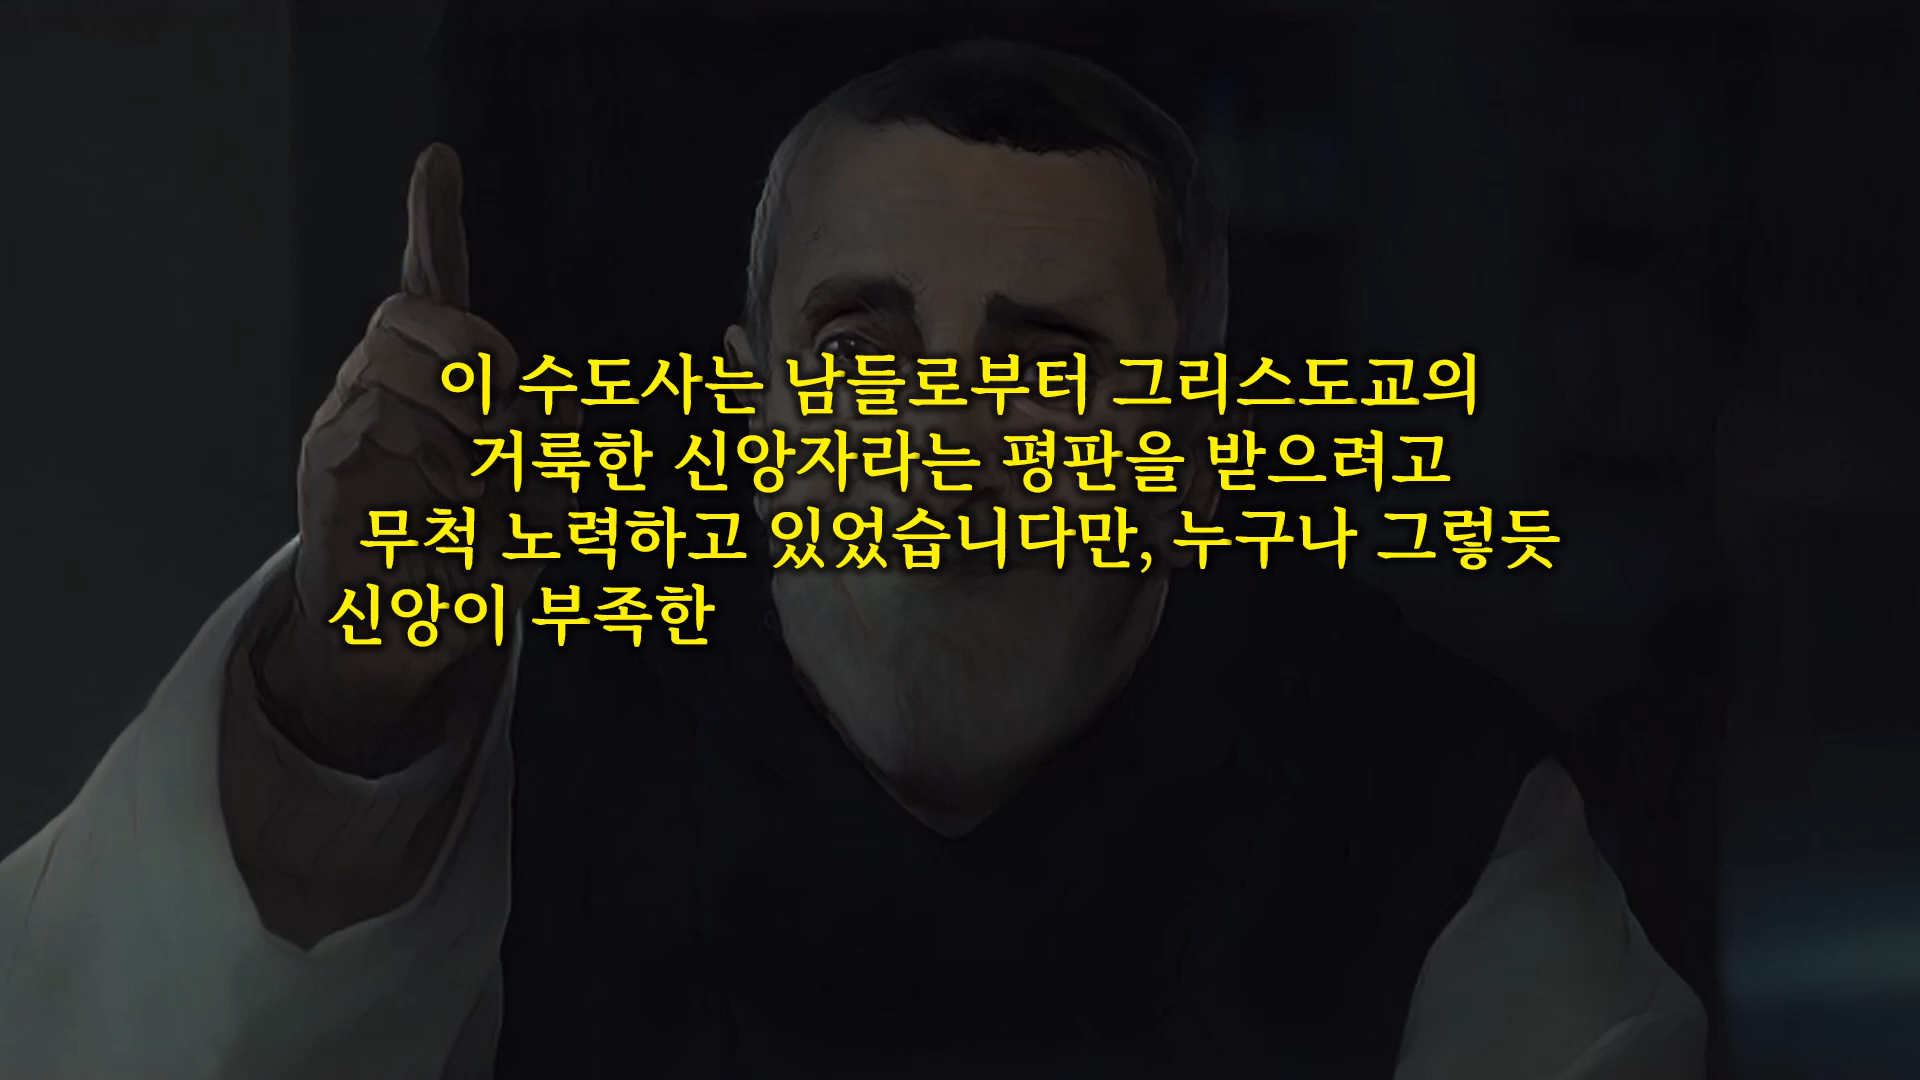 이 수도사는 남들로부터 그리스도교의
거룩한 신앙자라는 평판을 받으려고
무척 노력하고 있었습니다만, 누구나 그렇듯
신앙이 부족한